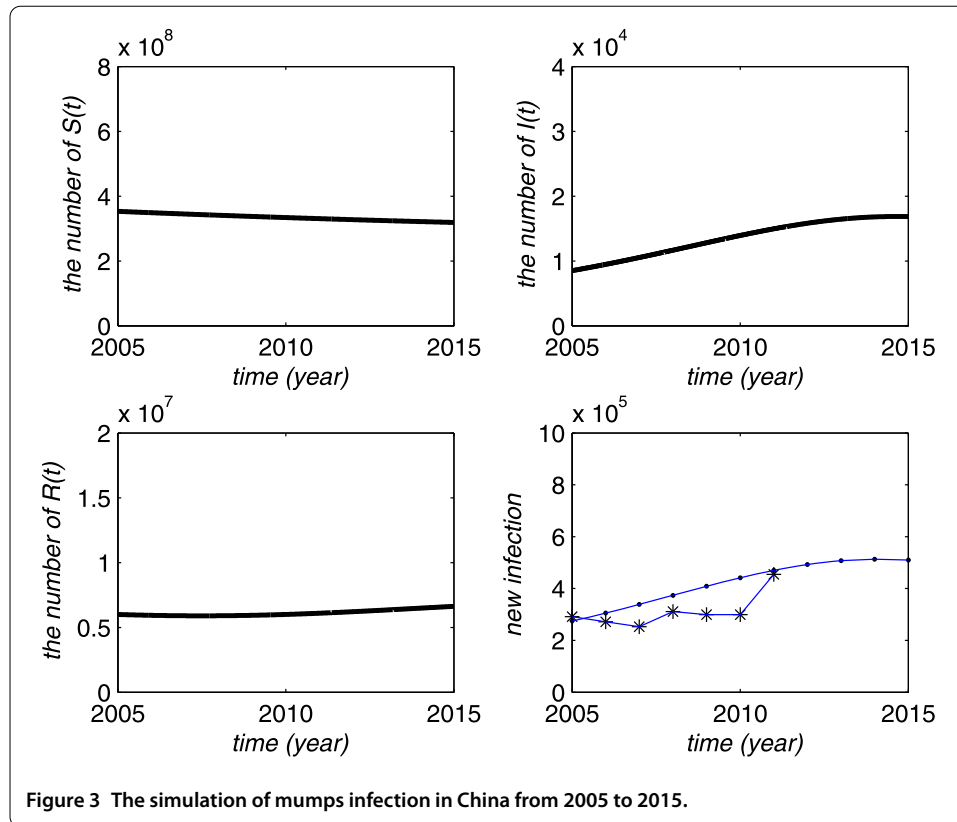 x 10^8
8
6
4
2
0
the number of S(t)
2005 2010 2015
time (year)
x 10^4
4
3
2
1
0
the number of I(t)
2005 2010 2015
time (year)
x 10^7
2
1.5
1
0.5
0
the number of R(t)
2005 2010 2015
time (year)
x 10^5
10
8
6
4
2
0
new infection
2005 2010 2015
time (year)
Figure 3 The simulation of mumps infection in China from 2005 to 2015.